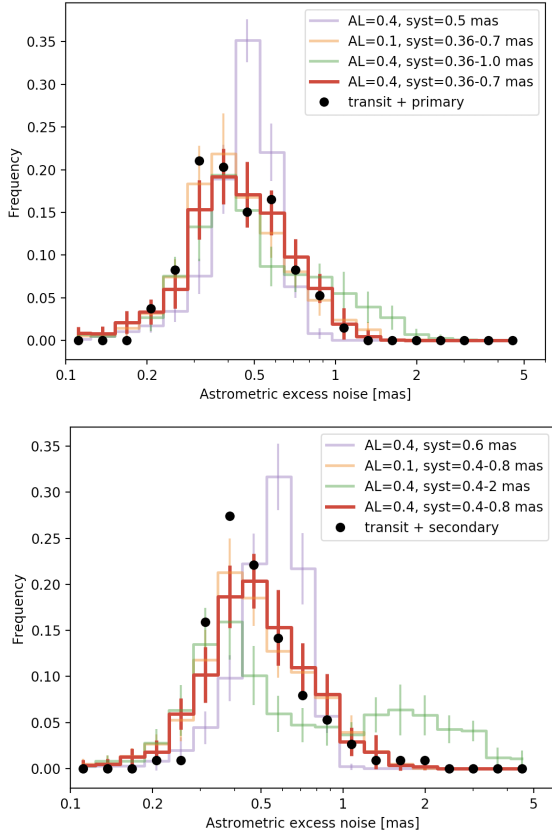 AL=0.4, syst=0.5 mas
AL=0.1, syst=0.36-0.7 mas
AL=0.4, syst=0.36-1.0 mas
AL=0.4, syst=0.36-0.7 mas
transit + primary
Frequency
0.35
0.30
0.25
0.20
0.15
0.10
0.05
0.00
0.1 0.2 0.5 1 2 5
Astrometric excess noise [mas]
AL=0.4, syst=0.6 mas
AL=0.1, syst=0.4-0.8 mas
AL=0.4, syst=0.4-2 mas
AL=0.4, syst=0.4-0.8 mas
transit + secondary
Frequency
0.35
0.30
0.25
0.20
0.15
0.10
0.05
0.00
0.1 0.2 0.5 1 2 5
Astrometric excess noise [mas]